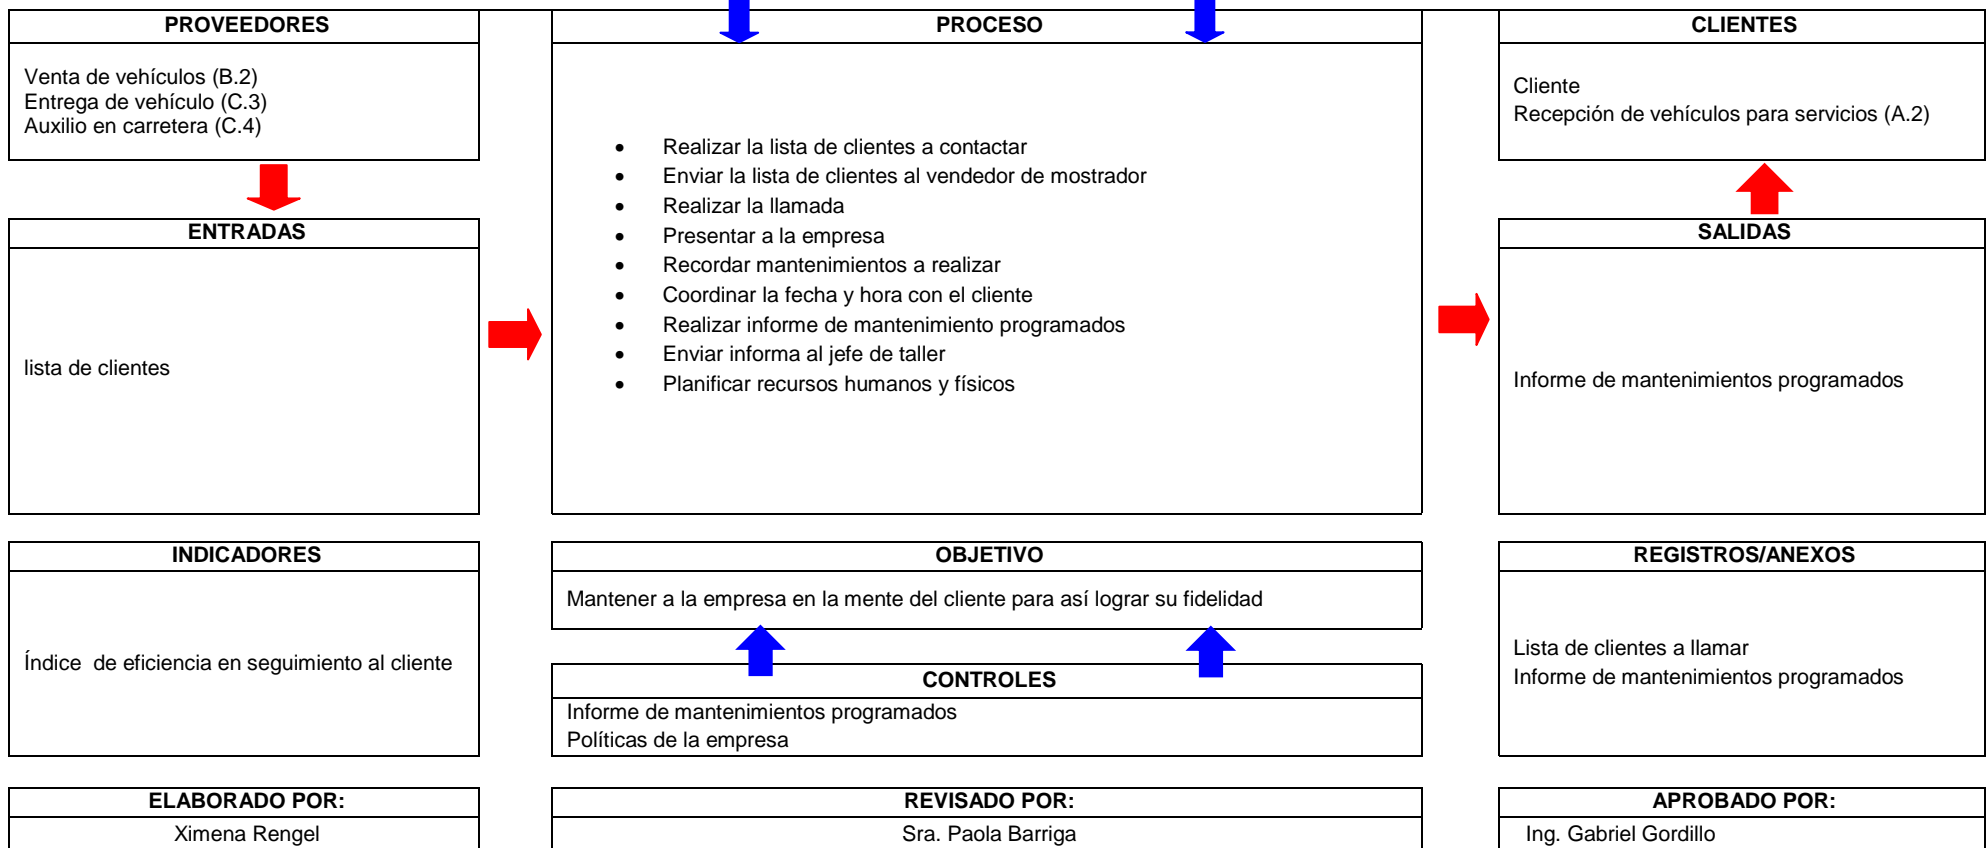 PROVEEDORES
Venta de vehículos (B.2)
Entrega de vehículo (C.3)
Auxilio en carretera (C.4)
ENTRADAS
lista de clientes
PROCESO
• Realizar la lista de clientes a contactar
• Enviar la lista de clientes al vendedor de mostrador
• Realizar la llamada
• Presentar a la empresa
• Recordar mantenimientos a realizar
• Coordinar la fecha y hora con el cliente
• Realizar informe de mantenimiento programados
• Enviar informa al jefe de taller
• Planificar recursos humanos y físicos
CLIENTES
Cliente
Recepción de vehículos para servicios (A.2)
SALIDAS
Informe de mantenimientos programados
INDICADORES
Índice de eficiencia en seguimiento al cliente
OBJETIVO
Mantener a la empresa en la mente del cliente para así lograr su fidelidad
CONTROLES
Informe de mantenimientos programados
Políticas de la empresa
REGISTROS/ANEXOS
Lista de clientes a llamar
Informe de mantenimientos programados
ELABORADO POR:
Ximena Rengel
REVISADO POR:
Sra. Paola Barriga
APROBADO POR:
Ing. Gabriel Gordillo